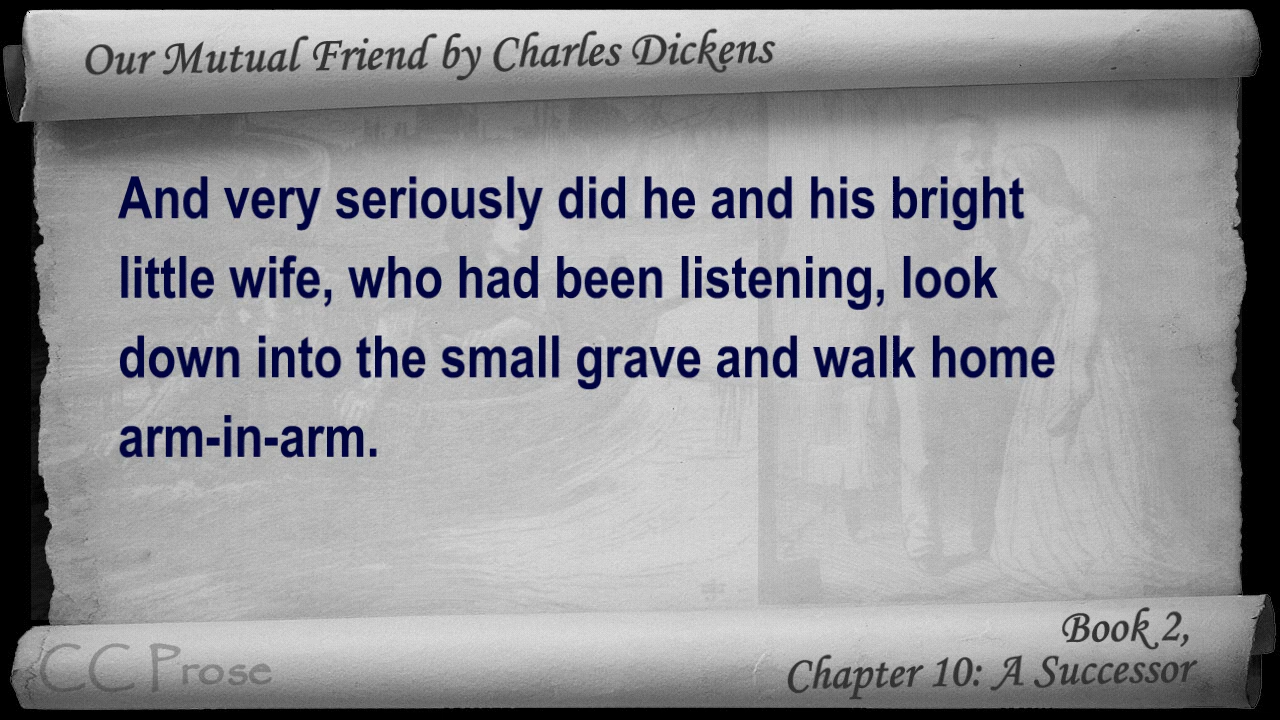 Our Mutual Friend by Charles Dickens
And very seriously did he and his bright
little wife, who had been listening, look
down into the small grave and walk home
arm-in-arm.
CC Prose
Book 2,
Chapter 10: A Successor